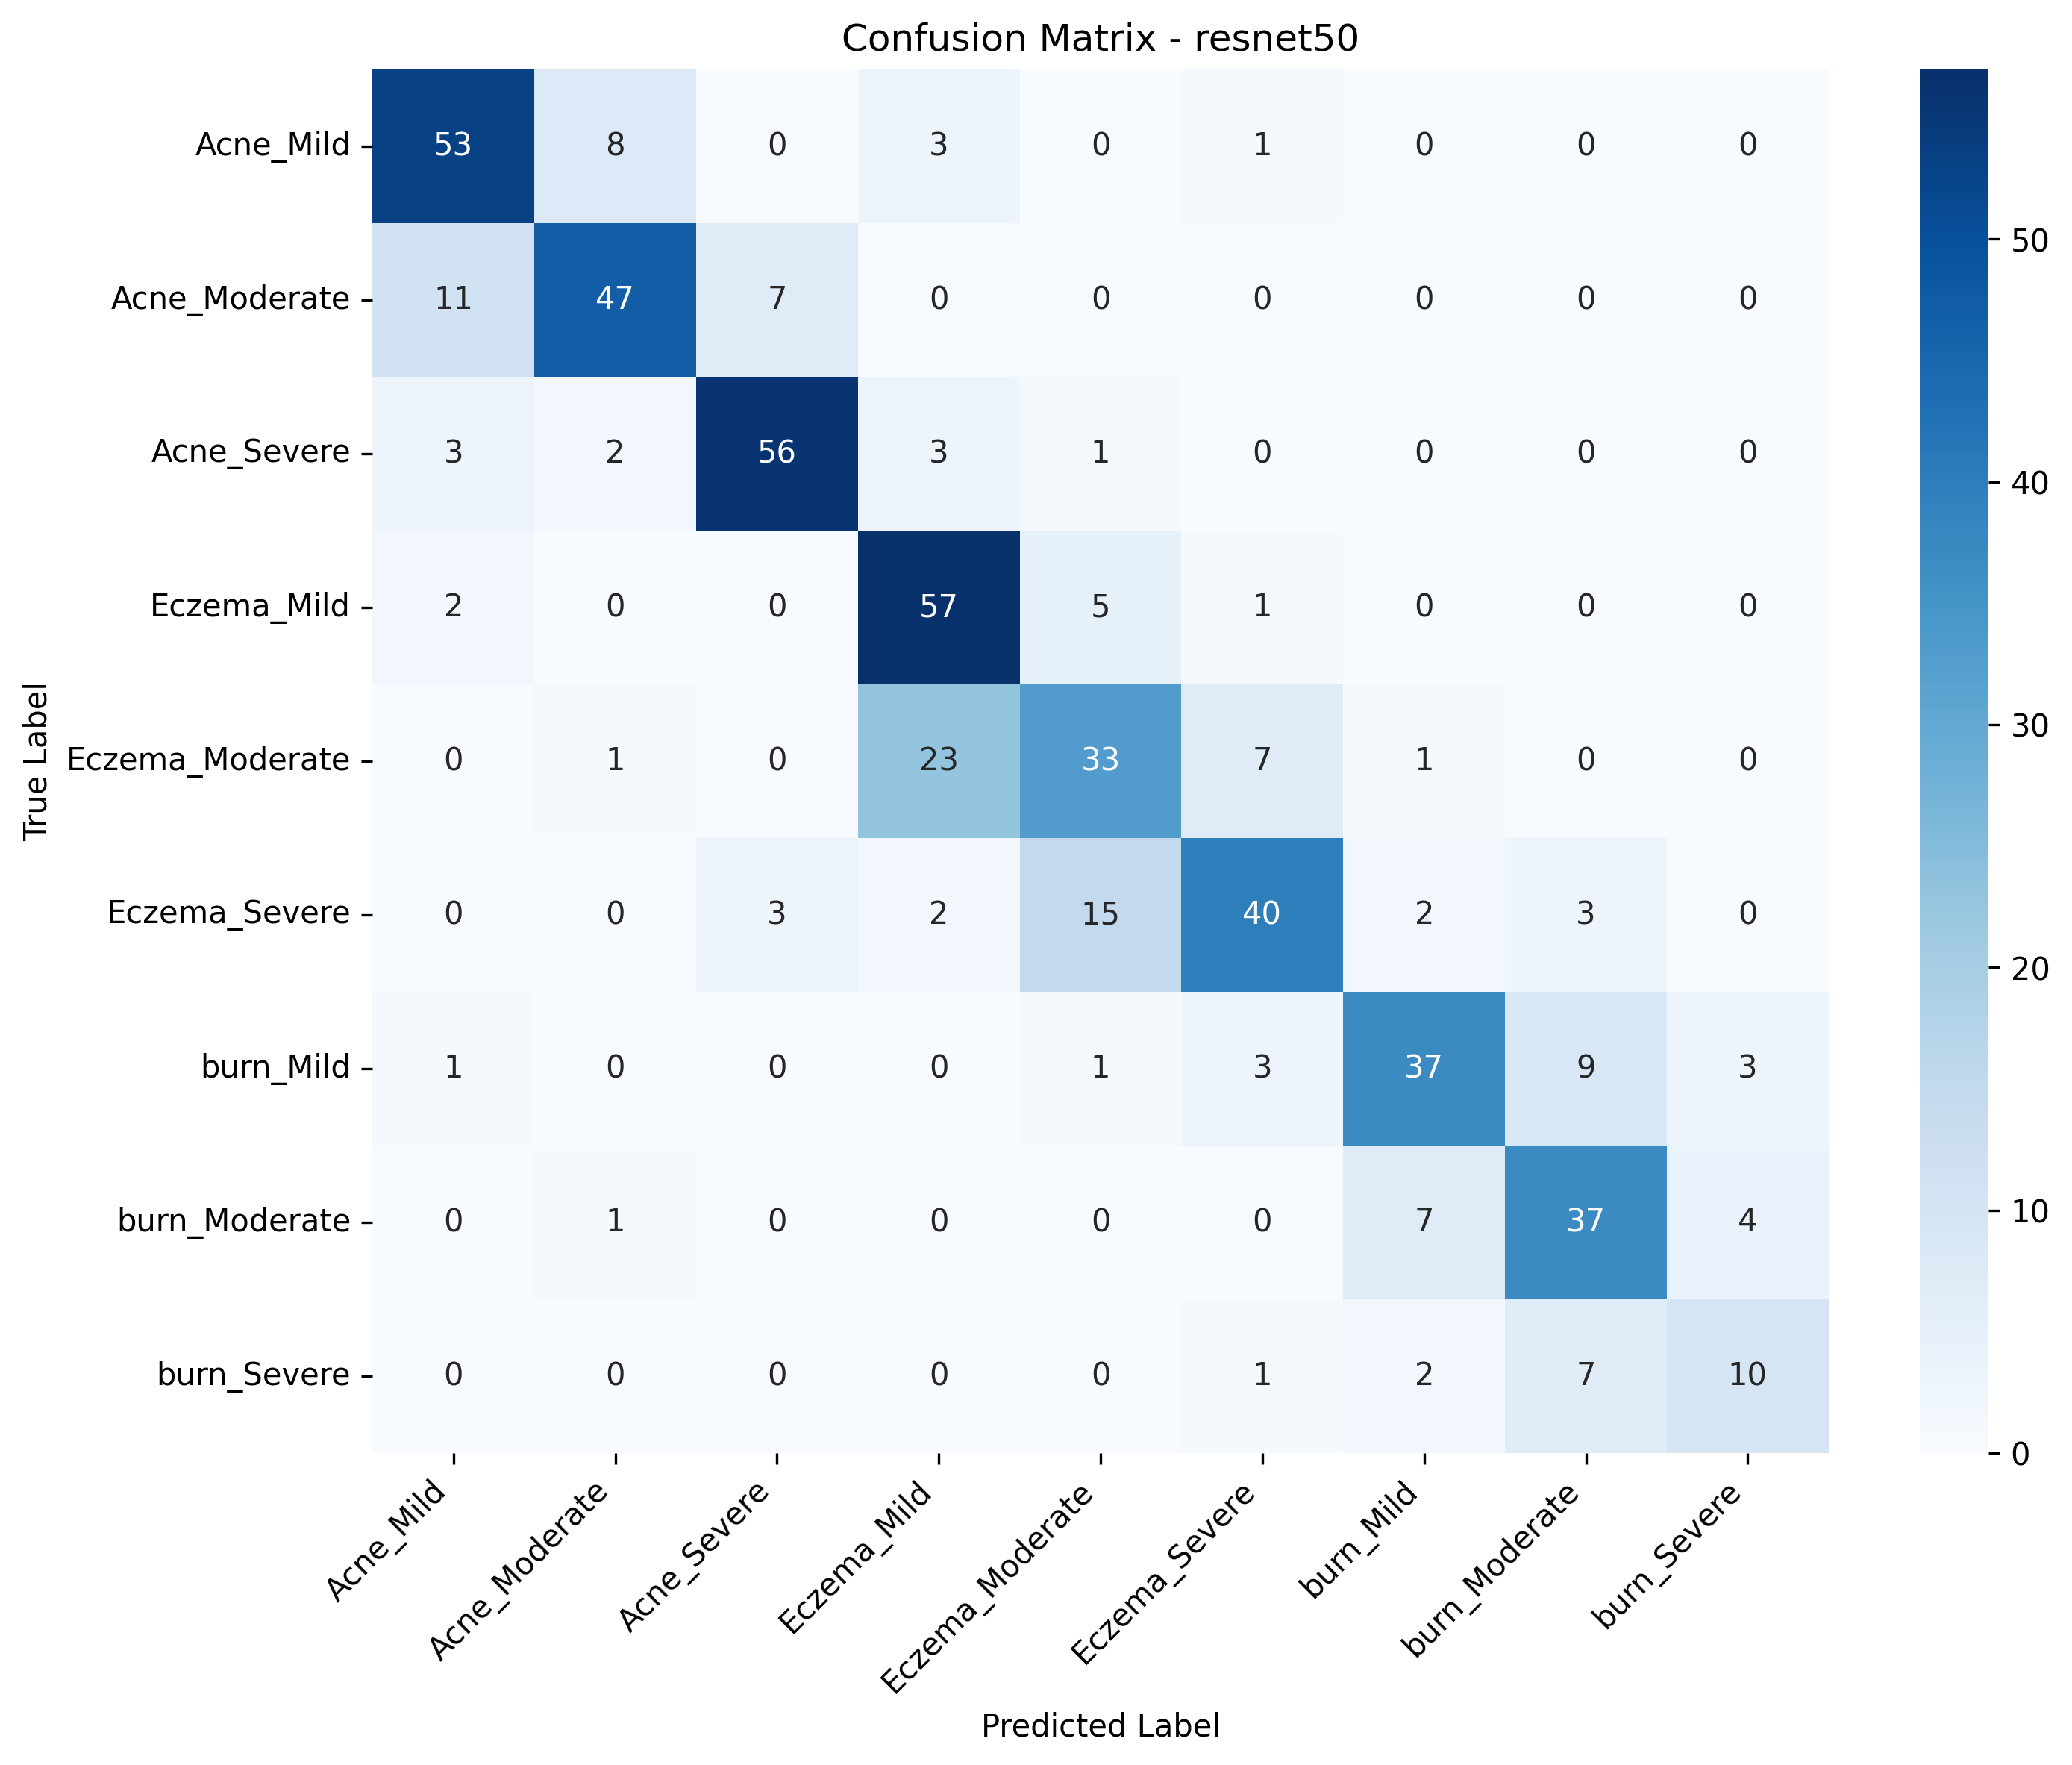 Confusion Matrix - resnet50
Acne_Mild 53 8 0 3 0 1 0 0 0
Acne_Moderate 11 47 7 0 0 0 0 0 0
Acne_Severe 3 2 56 3 1 0 0 0 0
Eczema_Mild 2 0 0 57 5 1 0 0 0
Eczema_Moderate 0 1 0 23 33 7 1 0 0
Eczema_Severe 0 0 3 2 15 40 2 3 0
burn_Mild 1 0 0 0 1 3 37 9 3
burn_Moderate 0 1 0 0 0 0 7 37 4
burn_Severe 0 0 0 0 0 1 2 7 10
True Label
Acne_Mild
Acne_Moderate
Acne_Severe
Eczema_Mild
Eczema_Moderate
Eczema_Severe
burn_Mild
burn_Moderate
burn_Severe
Predicted Label
50
40
30
20
10
0